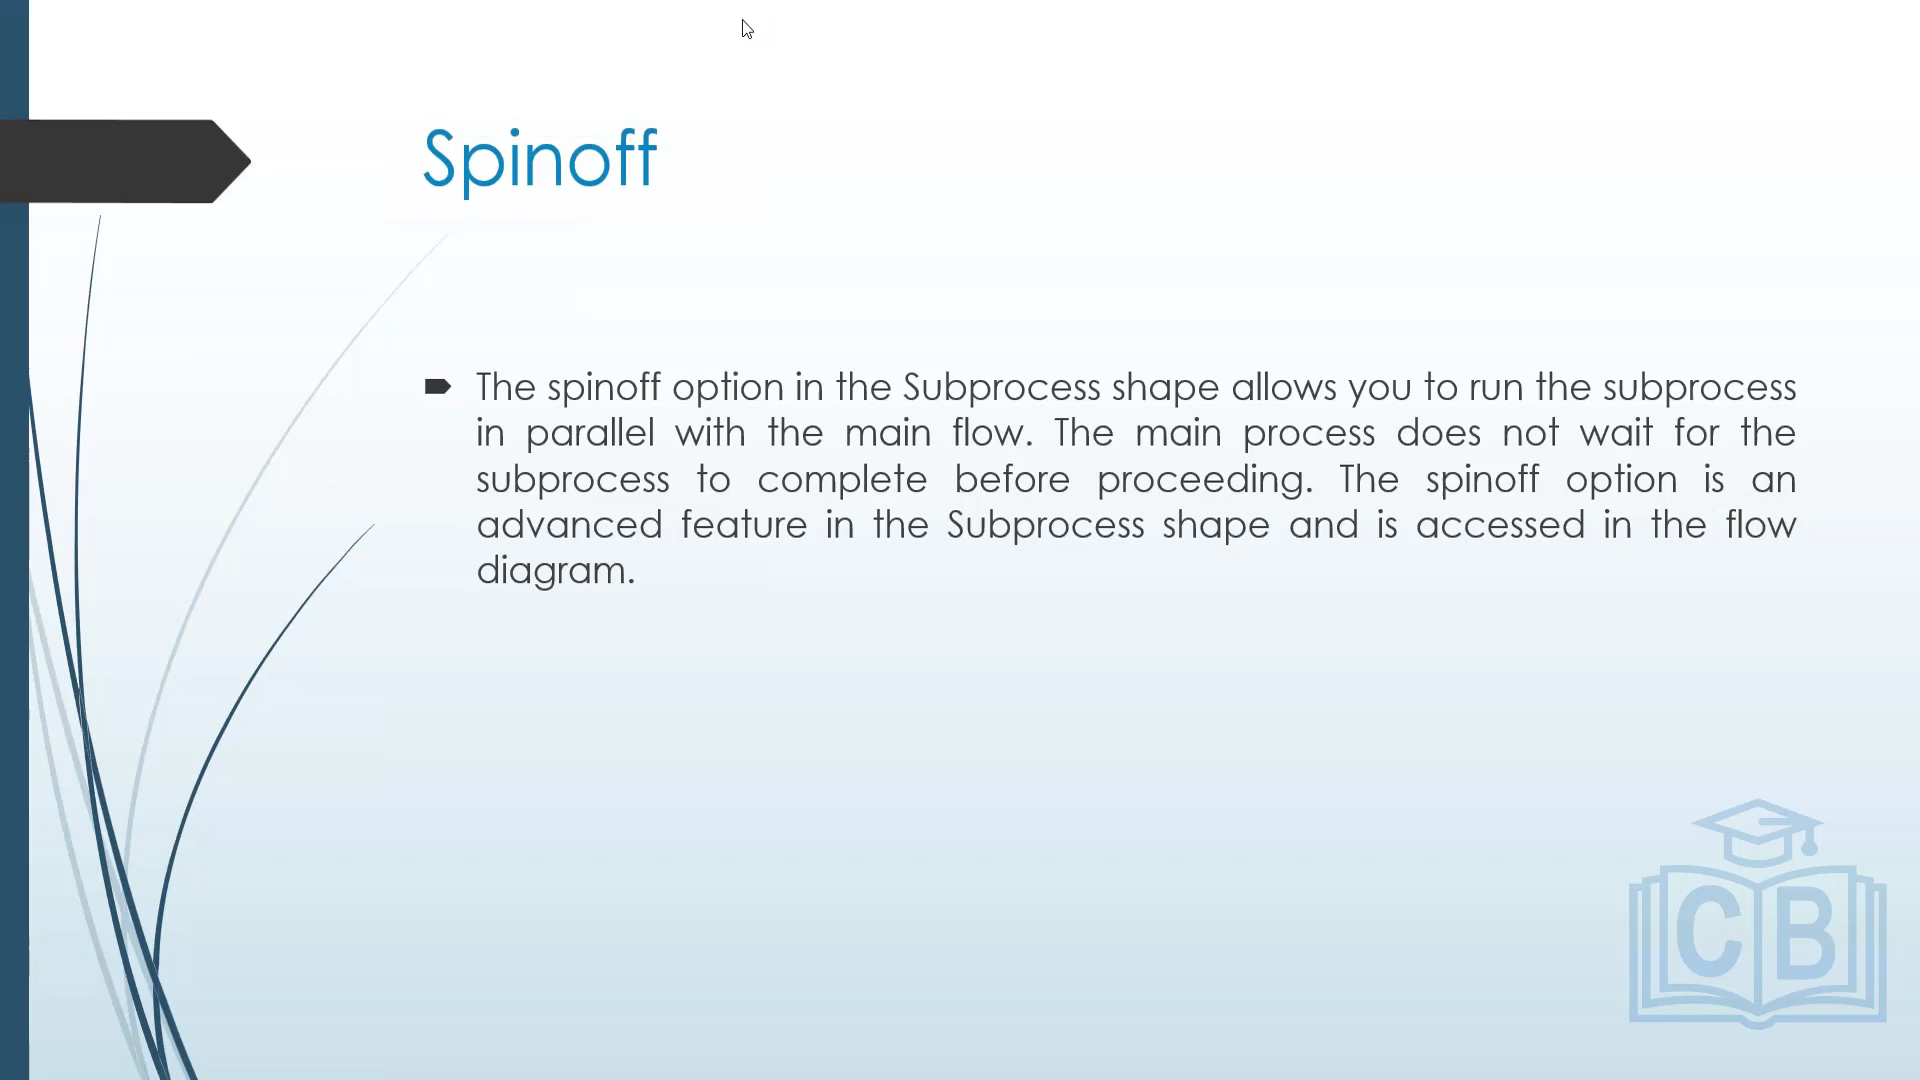 Spinoff
The spinoff option in the Subprocess shape allows you to run the subprocess
in parallel with the main flow. The main process does not wait for the
subprocess to complete before proceeding. The spinoff option is an
advanced feature in the Subprocess shape and is accessed in the flow
diagram.
CB